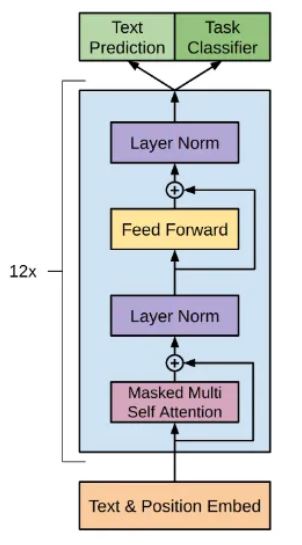 Text
Prediction
Task
Classifier
Layer Norm
+
Feed Forward
12x
Layer Norm
+
Masked Multi
Self Attention
Text & Position Embed